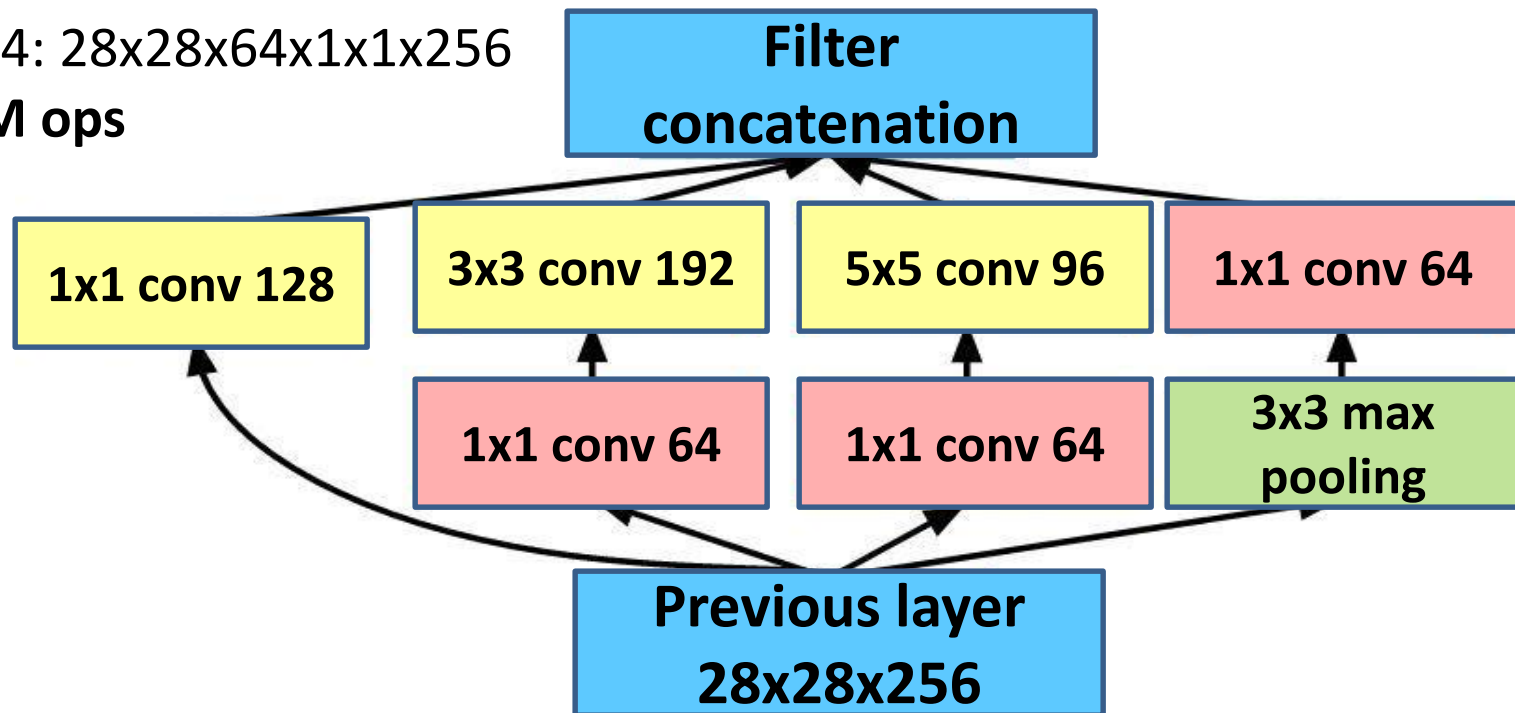 4: 28x28x64x1x1x256
M ops
Filter
concatenation
1x1 conv 128
3x3 conv 192
5x5 conv 96
1x1 conv 64
1x1 conv 64
1x1 conv 64
3x3 max
pooling
Previous layer
28x28x256